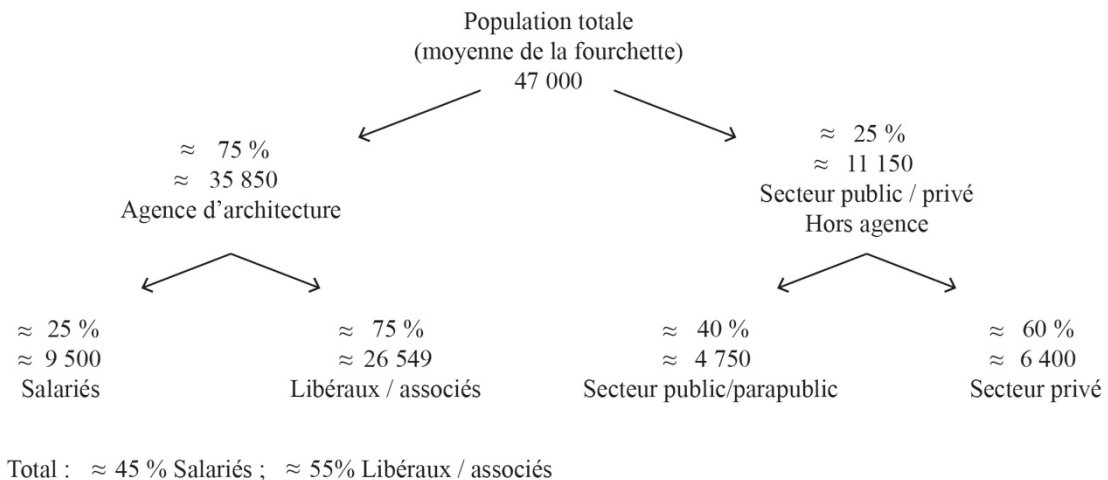 Population totale
(moyenne de la fourchette)
47 000
≈ 75 %
≈ 35 850
Agence d’architecture
≈ 25 %
≈ 11 150
Secteur public / privé
Hors agence
≈ 25 %
≈ 9 500
Salariés
≈ 75 %
≈ 26 549
Libéraux / associés
≈ 40 %
≈ 4 750
Secteur public/parapublic
≈ 60 %
≈ 6 400
Secteur privé
Total : ≈ 45 % Salariés ; ≈ 55% Libéraux / associés